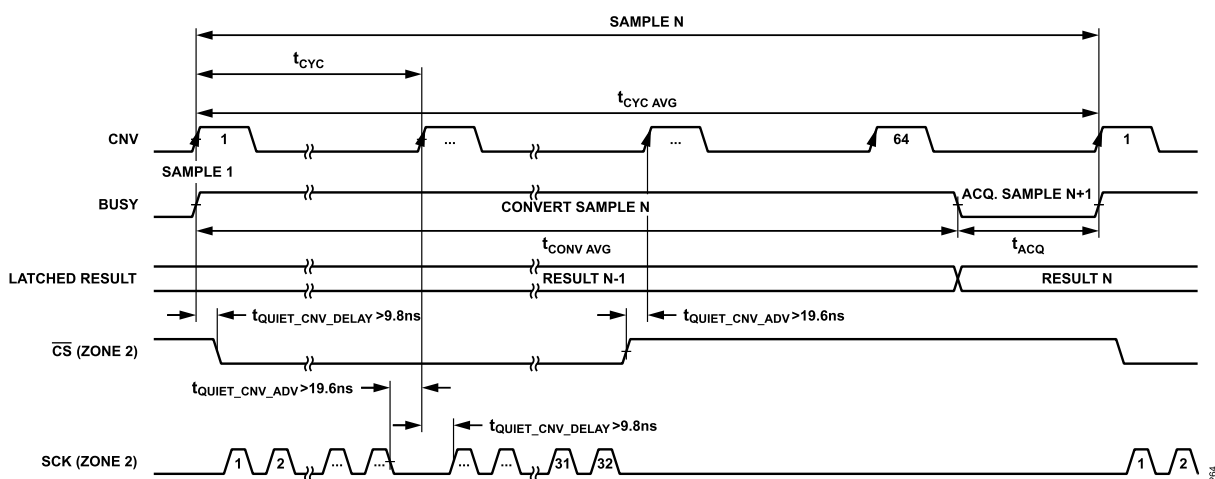 SAMPLE N
tCYC
tCYC AVG
CNV
1
...
...
64
1
SAMPLE 1
BUSY
CONVERT SAMPLE N
ACQ. SAMPLE N+1
tCONV AVG
tACQ
LATCHED RESULT
RESULT N-1
RESULT N
tQUIET_CNV_DELAY>9.8ns
tQUIET_CNV_ADV>19.6ns
CS (ZONE 2)
tQUIET_CNV_ADV>19.6ns
tQUIET_CNV_DELAY>9.8ns
SCK (ZONE 2)
1 2 ... ... ... ... 31 32 1 2
264